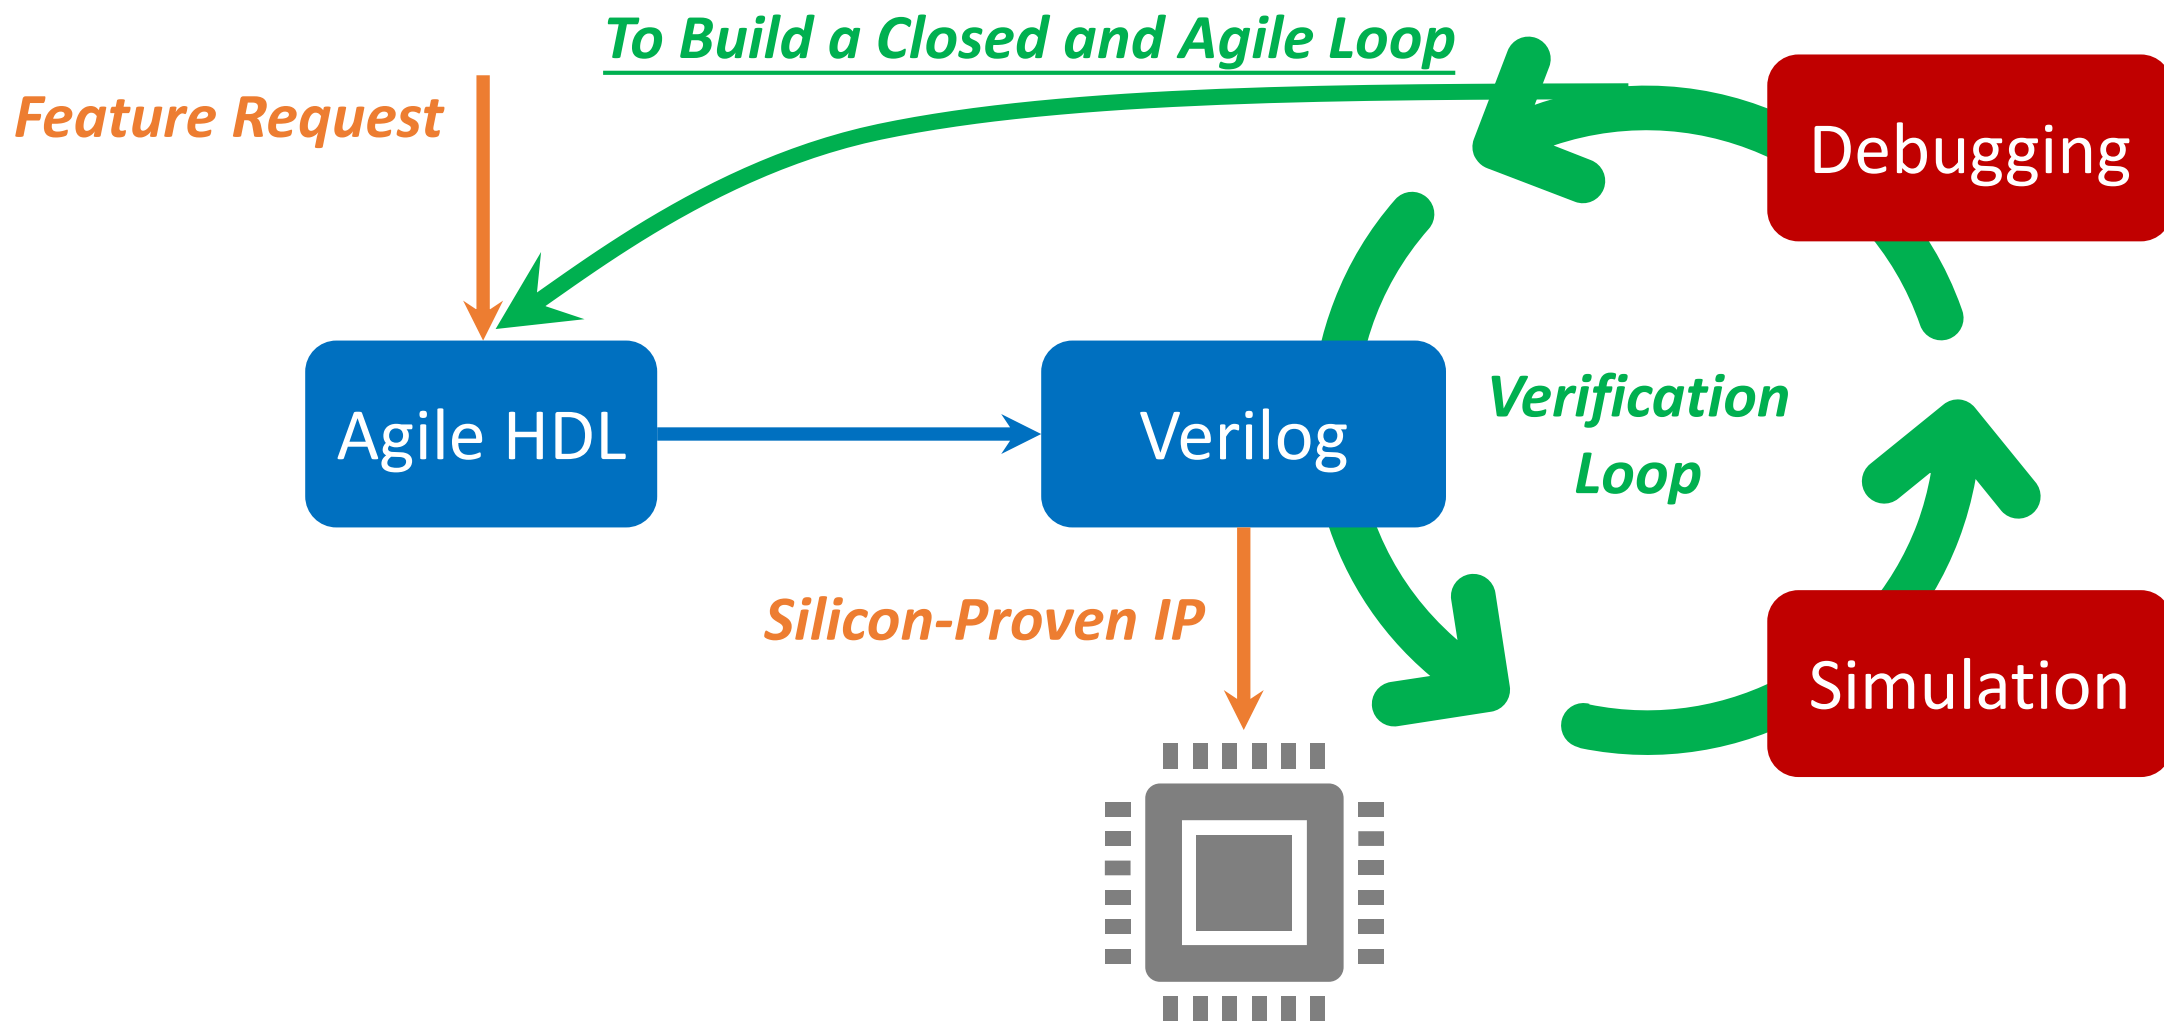 To Build a Closed and Agile Loop
Feature Request
Debugging
Agile HDL
Verilog
Verification
Loop
Silicon-Proven IP
Simulation